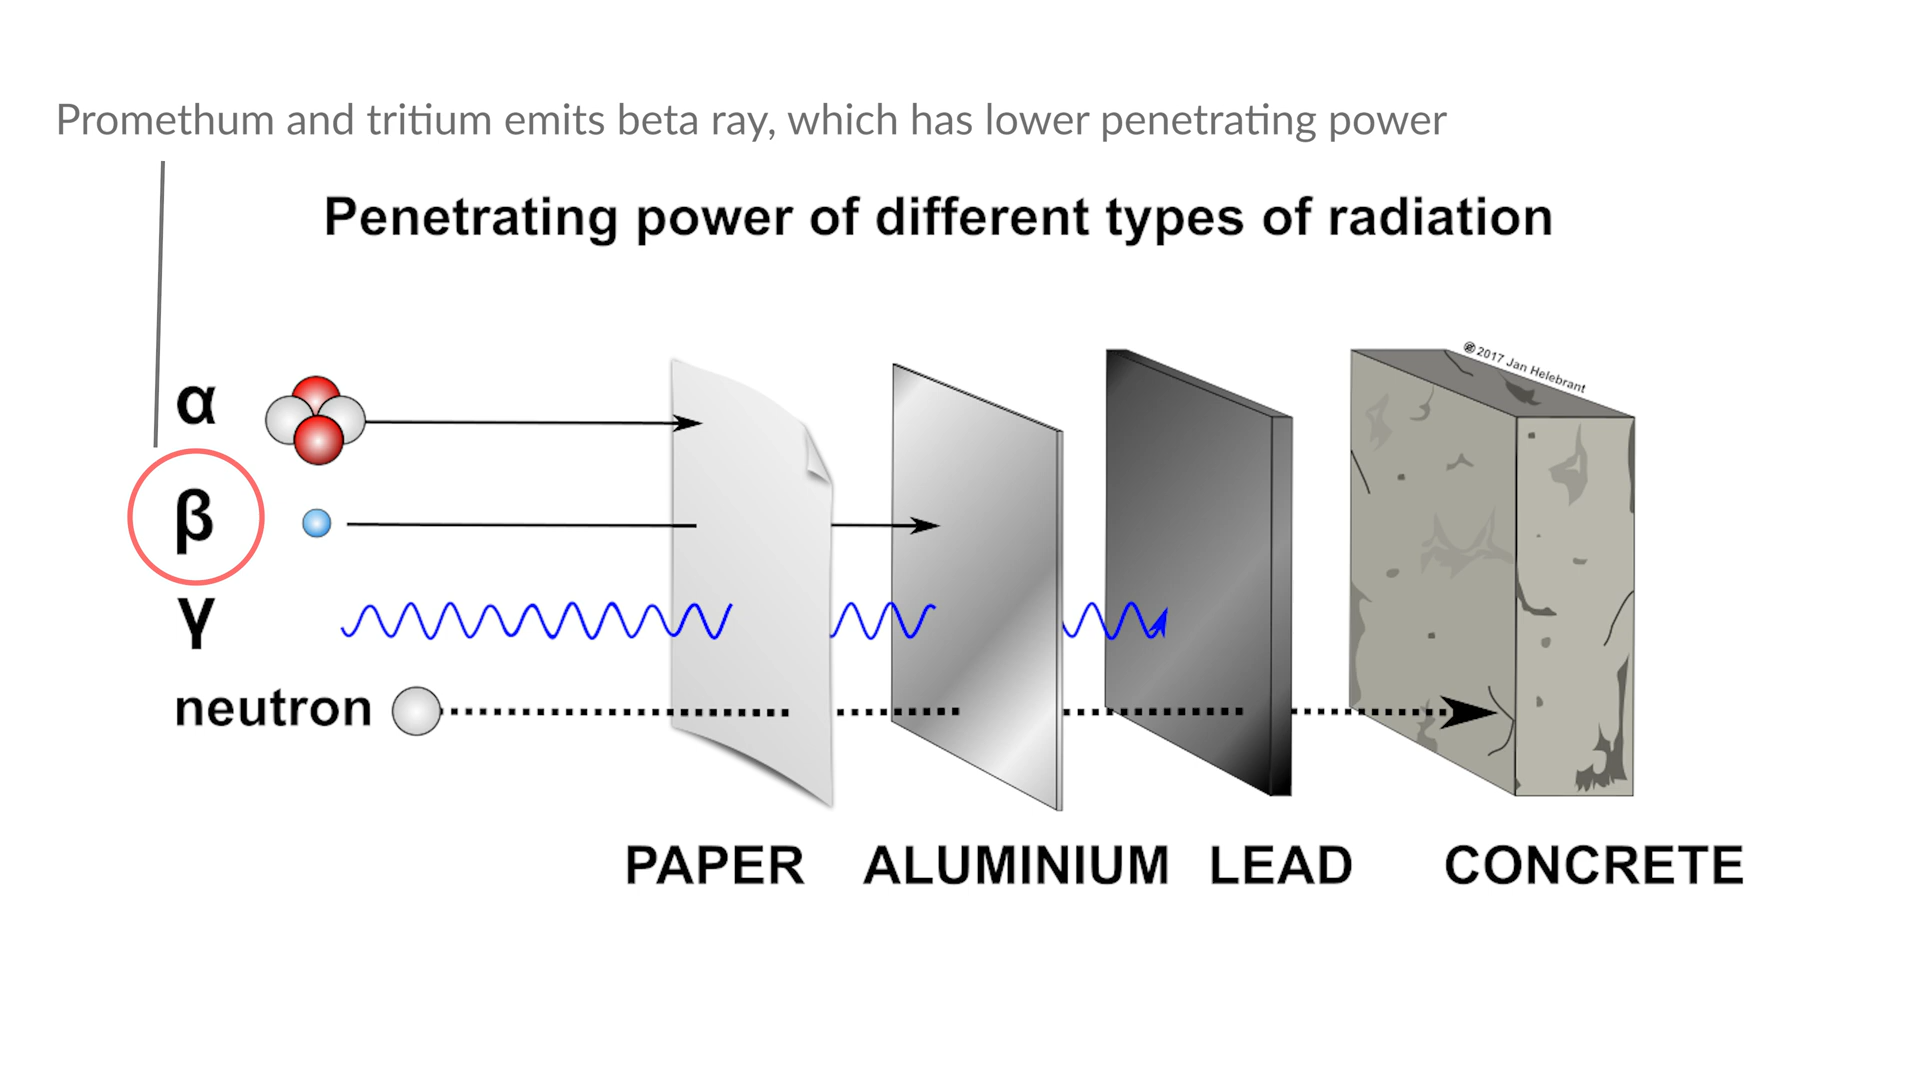 Promethum and tritium emits beta ray, which has lower penetrating power
Penetrating power of different types of radiation
🄯2017 Jan Helebrant
α
β
γ
neutron
PAPER ALUMINIUM LEAD CONCRETE